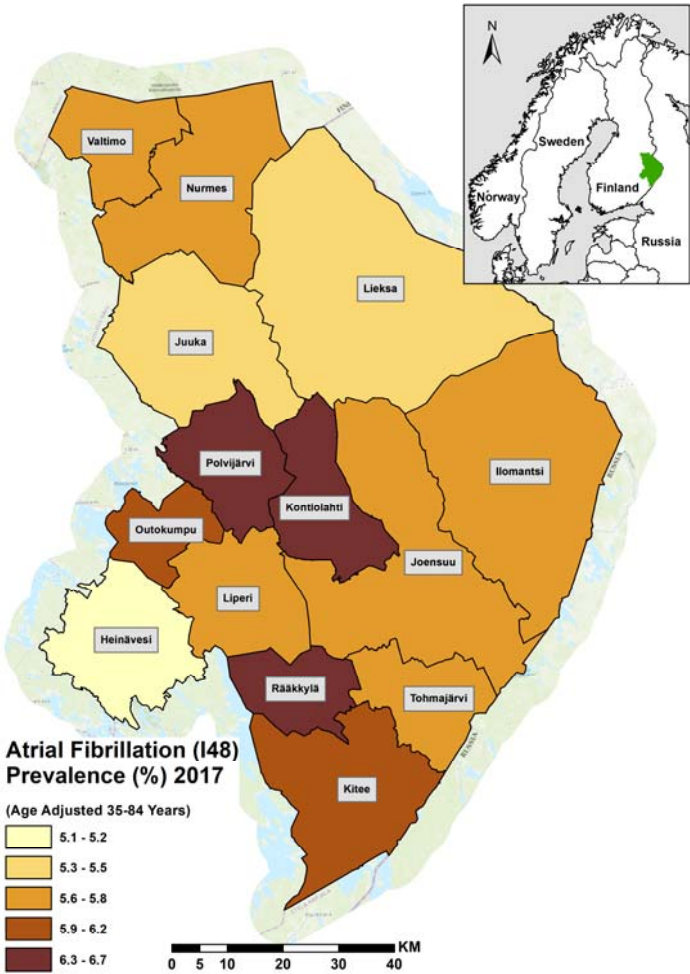 N
Sweden
Norway
Finland
Russia
Valtimo
Nurmes
Lieksa
Juuka
Polvijärvi
Kontiolahti
Ilomantsi
Outokumpu
Joensuu
Liperi
Heinävesi
Rääkkylä
Tohmajärvi
Kitee
RUSSIA
RUSSIA
Atrial Fibrillation (I48)
Prevalence (%) 2017
(Age Adjusted 35-84 Years)
5.1 - 5.2
5.3 - 5.5
5.6 - 5.8
5.9 - 6.2
6.3 - 6.7
KM
0 5 10 20 30 40